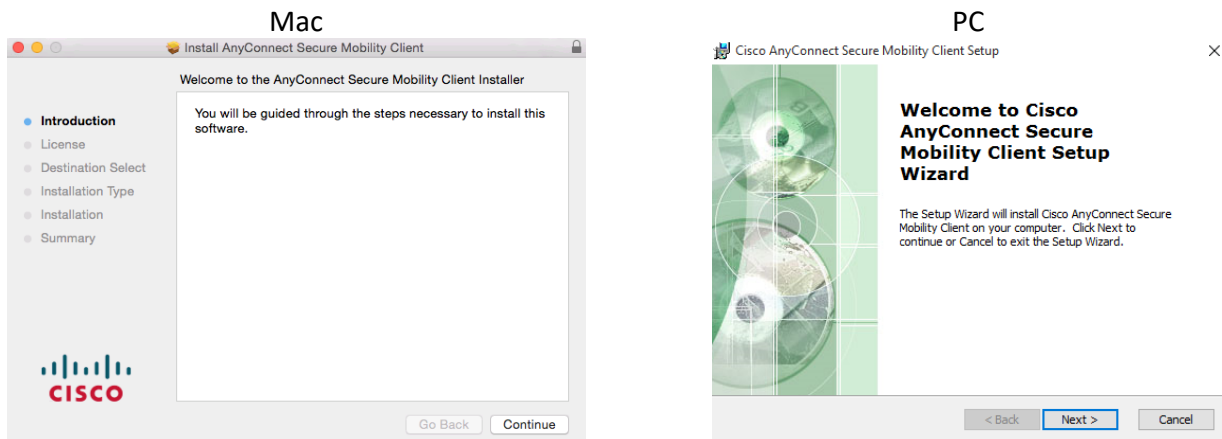 Mac
Install AnyConnect Secure Mobility Client
Welcome to the AnyConnect Secure Mobility Client Installer
Introduction
License
Destination Select
Installation Type
Installation
Summary
You will be guided through the steps necessary to install this
software.
CISCO
Go Back
Continue
PC
Cisco AnyConnect Secure Mobility Client Setup
Welcome to Cisco
AnyConnect Secure
Mobility Client Setup
Wizard
The Setup Wizard will install Cisco AnyConnect Secure
Mobility Client on your computer. Click Next to
continue or Cancel to exit the Setup Wizard.
< Back
Next >
Cancel